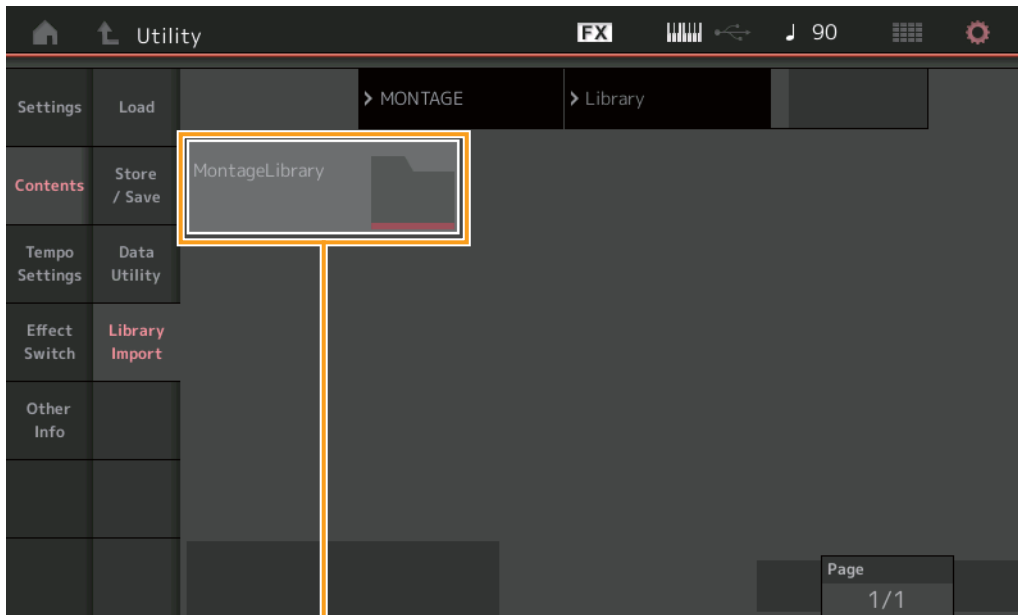 Utility
FX
90
> MONTAGE
> Library
Settings
Load
MontageLibrary
Contents
Store
/ Save
Tempo
Settings
Data
Utility
Effect
Switch
Library
Import
Other
Info
Page
1/1